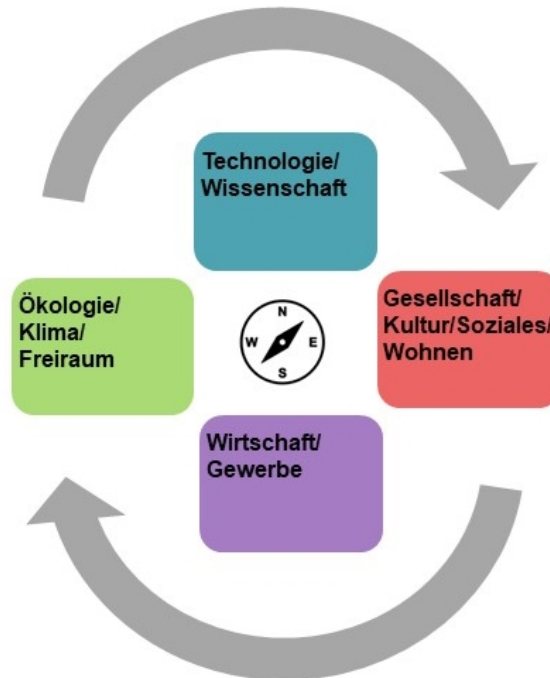 Technologie/
Wissenschaft
Ökologie/
Klima/
Freiraum
N
W E
S
Gesellschaft/
Kultur/Soziales/
Wohnen
Wirtschaft/
Gewerbe